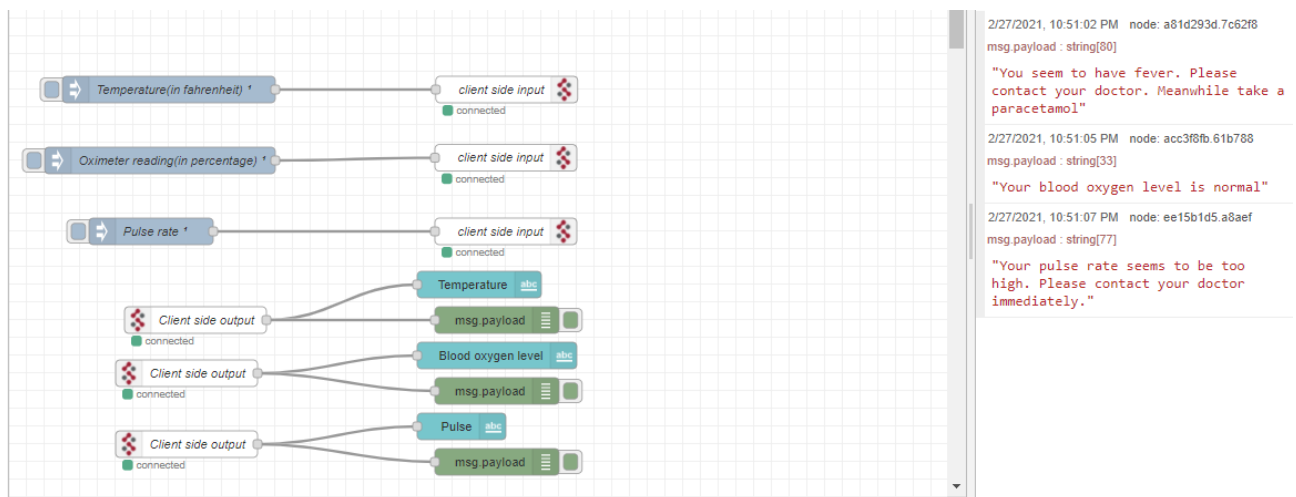 Temperature(in fahrenheit) ¹
client side input
connected
Oximeter reading(in percentage) ¹
client side input
connected
Pulse rate ¹
client side input
connected
Temperature
abc
Client side output
msg.payload
connected
Blood oxygen level
abc
Client side output
msg.payload
connected
Pulse
abc
Client side output
msg.payload
connected
2/27/2021, 10:51:02 PM node: a81d293d.7c62f8
msg.payload : string[80]
"You seem to have fever. Please
contact your doctor. Meanwhile take a
paracetamol"
2/27/2021, 10:51:05 PM node: acc3f8fb.61b788
msg.payload : string[33]
"Your blood oxygen level is normal"
2/27/2021, 10:51:07 PM node: ee15b1d5.a8aef
msg.payload : string[77]
"Your pulse rate seems to be too
high. Please contact your doctor
immediately."